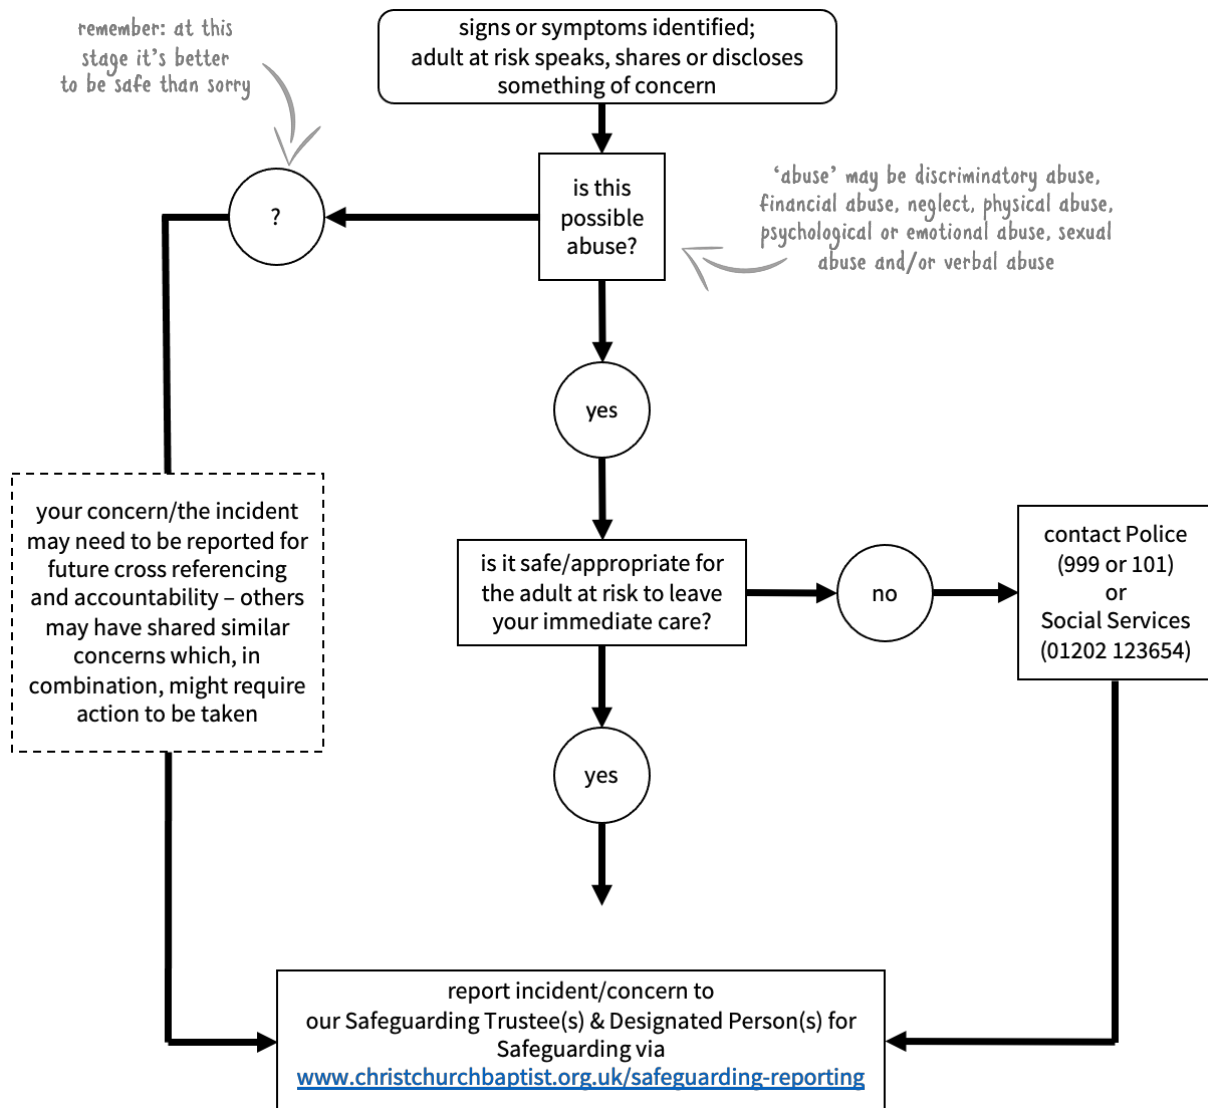 remember: at this
stage it's better
to be safe than sorry
signs or symptoms identified;
adult at risk speaks, shares or discloses
something of concern
?
is this
possible
abuse?
‘abuse’ may be discriminatory abuse,
financial abuse, neglect, physical abuse,
psychological or emotional abuse, sexual
abuse and/or verbal abuse
yes
your concern/the incident
may need to be reported for
future cross referencing
and accountability – others
may have shared similar
concerns which, in
combination, might require
action to be taken
is it safe/appropriate for
the adult at risk to leave
your immediate care?
no
contact Police
(999 or 101)
or
Social Services
(01202 123654)
yes
report incident/concern to
our Safeguarding Trustee(s) & Designated Person(s) for
Safeguarding via
www.christchurchbaptist.org.uk/safeguarding-reporting